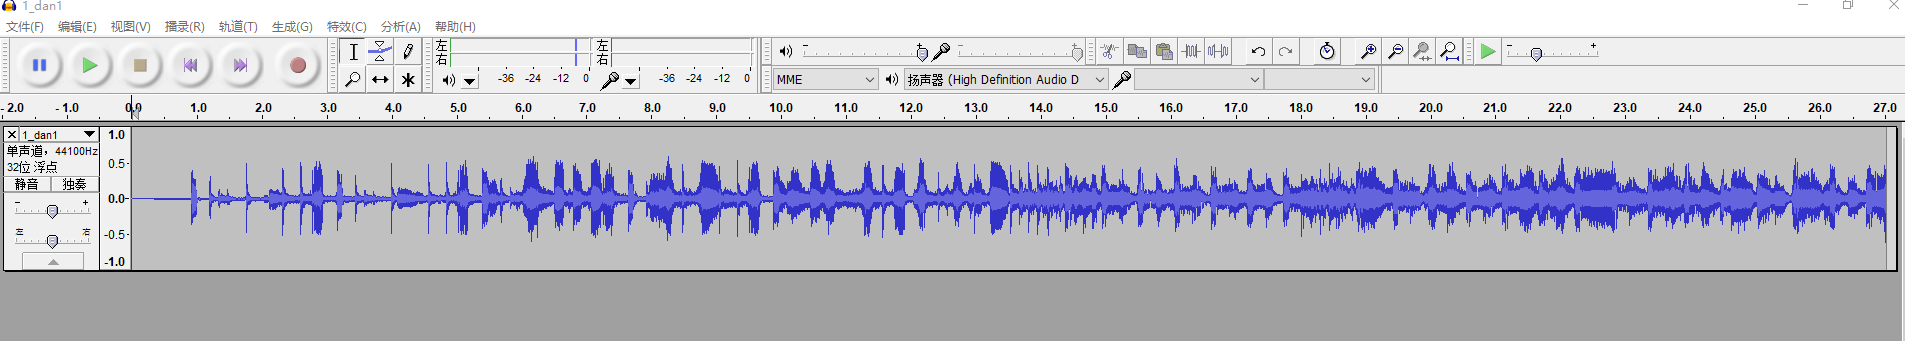 1_dan1
文件(F) 编辑(E) 视图(V) 播录(R) 轨道(T) 生成(G) 特效(C) 分析(A) 帮助(H)
左 左
右 右
-36 -24 -12 0 -36 -24 -12 0
- + - +
- +
MME 扬声器 (High Definition Audio D
- 2.0 - 1.0 0.0 1.0 2.0 3.0 4.0 5.0 6.0 7.0 8.0 9.0 10.0 11.0 12.0 13.0 14.0 15.0 16.0 17.0 18.0 19.0 20.0 21.0 22.0 23.0 24.0 25.0 26.0 27.0
1_dan1 1.0
单声道, 44100Hz
32位 浮点 0.5
静音 独奏
- + 0.0
左 右 -0.5
-1.0